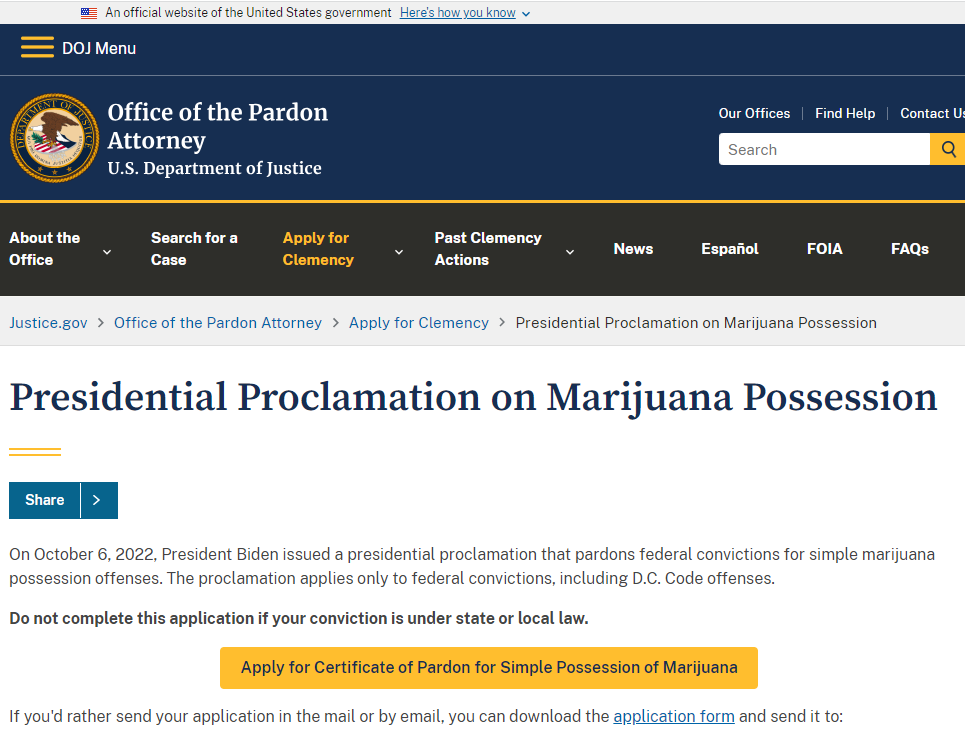 An official website of the United States government Here's how you know
DOJ Menu
Office of the Pardon
Attorney
U.S. Department of Justice
Our Offices
Find Help
Contact Us
Search
About the
Office
Search for a
Case
Apply for
Clemency
Past Clemency
Actions
News
Español
FOIA
FAQs
Justice.gov > Office of the Pardon Attorney > Apply for Clemency > Presidential Proclamation on Marijuana Possession
Presidential Proclamation on Marijuana Possession
Share >
On October 6, 2022, President Biden issued a presidential proclamation that pardons federal convictions for simple marijuana
possession offenses. The proclamation applies only to federal convictions, including D.C. Code offenses.
Do not complete this application if your conviction is under state or local law.
Apply for Certificate of Pardon for Simple Possession of Marijuana
If you'd rather send your application in the mail or by email, you can download the application form and send it to: